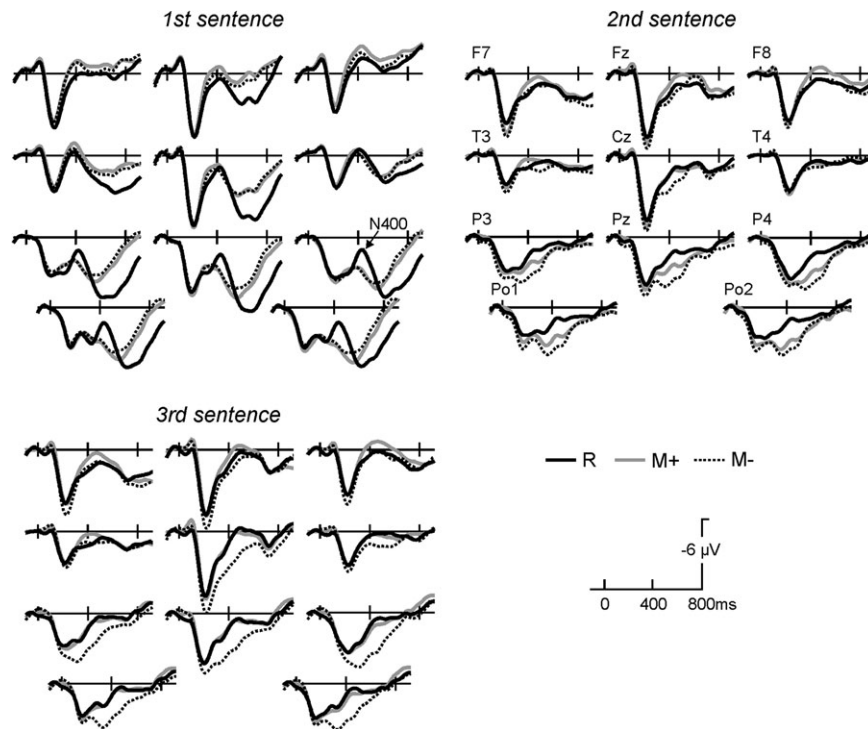 1st sentence
2nd sentence
F7 Fz F8
T3 Cz T4
N400
P3 Pz P4
Po1 Po2
3rd sentence
R M+ M-
-6 µV
0 400 800ms